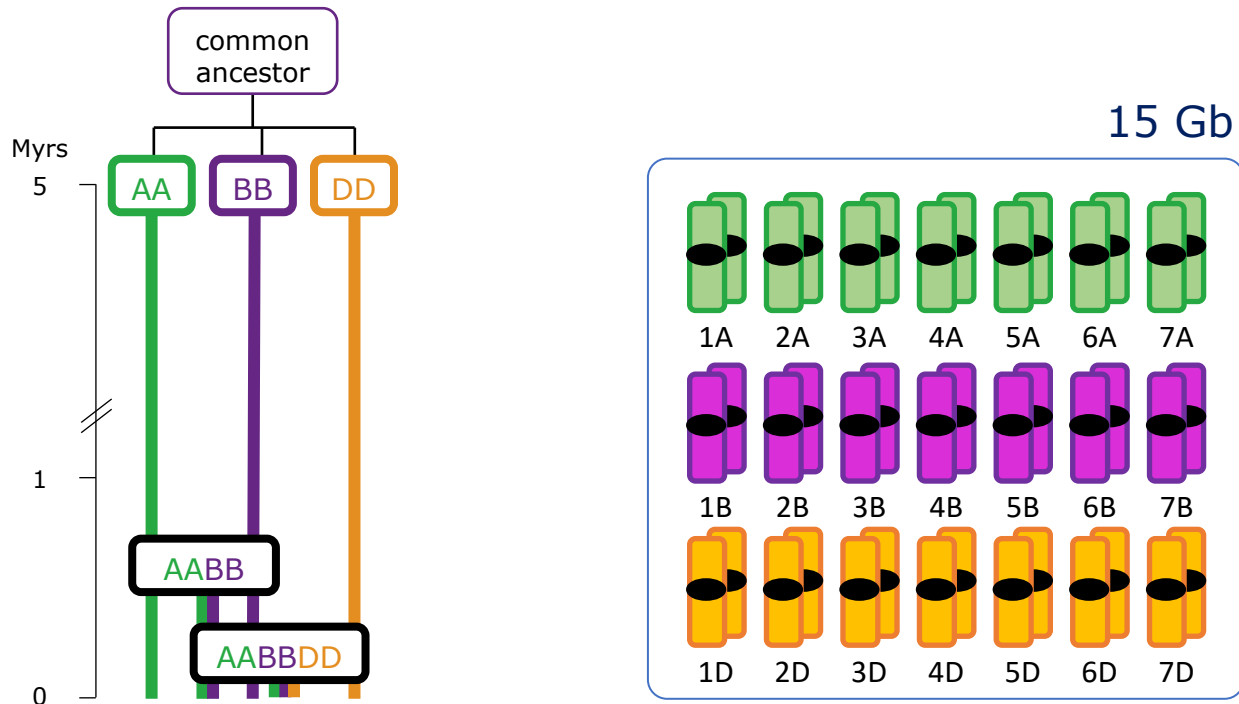 common
ancestor
Myrs
5
AA BB DD
1
AABB
AABBDD
0
15 Gb
1A 2A 3A 4A 5A 6A 7A
1B 2B 3B 4B 5B 6B 7B
1D 2D 3D 4D 5D 6D 7D